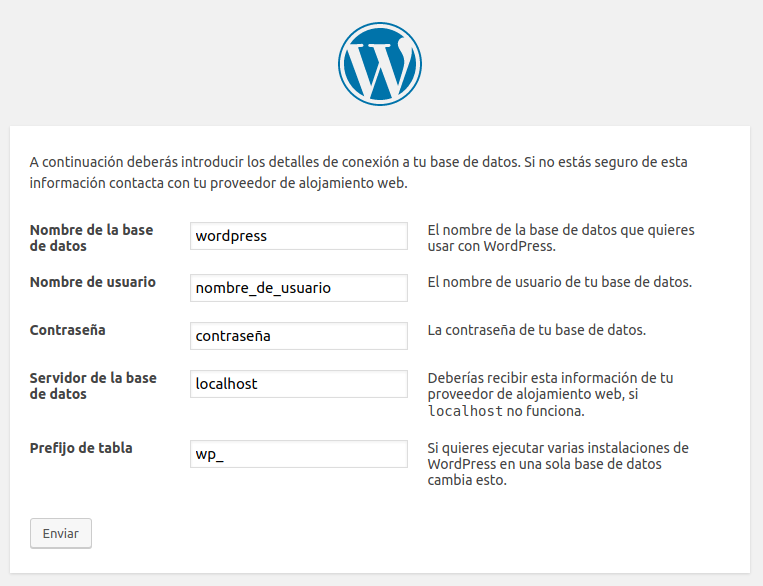 W
A continuación deberás introducir los detalles de conexión a tu base de datos. Si no estás seguro de esta
información contacta con tu proveedor de alojamiento web.
Nombre de la base
de datos
wordpress
El nombre de la base de datos que quieres
usar con WordPress.
Nombre de usuario
nombre_de_usuario
El nombre de usuario de tu base de datos.
Contraseña
contraseña
La contraseña de tu base de datos.
Servidor de la base
de datos
localhost
Deberías recibir esta información de tu
proveedor de alojamiento web, si
localhost no funciona.
Prefijo de tabla
wp_
Si quieres ejecutar varias instalaciones de
WordPress en una sola base de datos
cambia esto.
Enviar